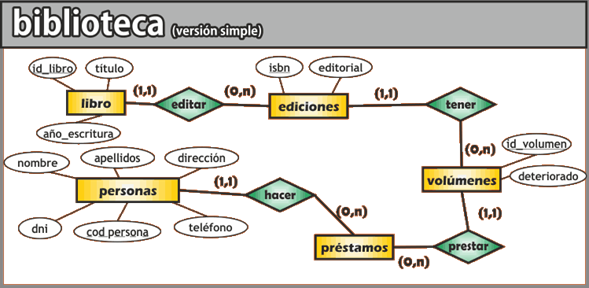 biblioteca (versión simple)
id_libro
título
isbn
editorial
libro
(1,1)
editar
(0,n)
ediciones
(1,1)
tener
año_escritura
(0,n)
id_volumen
nombre
apellidos
dirección
volúmenes
deteriorado
personas
(1,1)
hacer
(0,n)
(1,1)
dni
cod persona
teléfono
préstamos
(0,n)
prestar